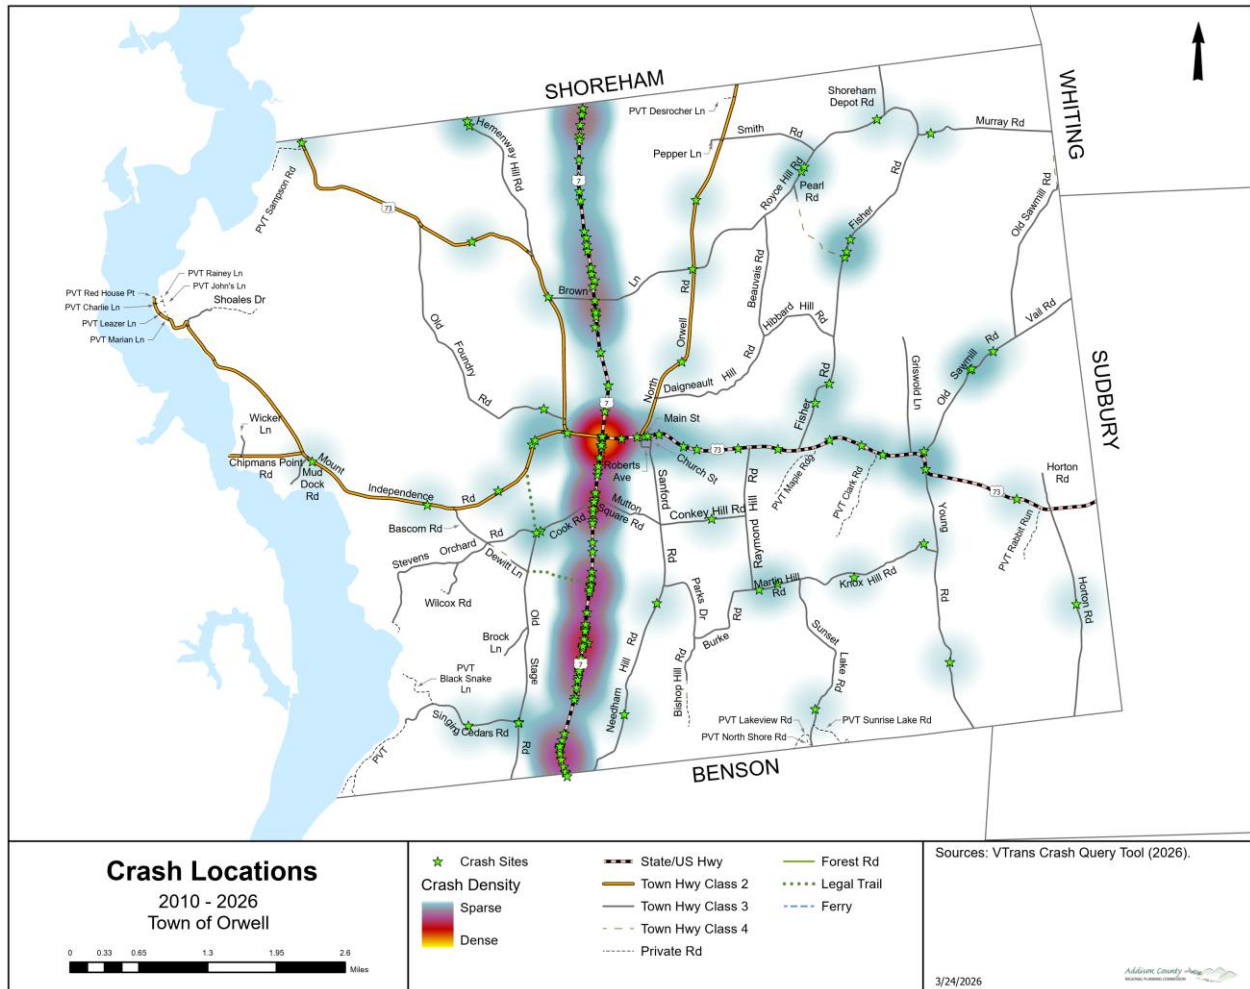 SHOREHAM
WHITING
SUDBURY
BENSON
PVT Desrocher Ln
Shoreham
Depot Rd
Murray Rd
Smith Rd
Pepper Ln
Hemenway Hill Rd
Royce Hill Rd
Pearl
Rd
PVT Sampson Rd
7
73
Fisher Rd
Old Sawmill Rd
PVT Rainey Ln
PVT Red House Pt
PVT John's Ln
PVT Charlie Ln
Shoales Dr
PVT Leazer Ln
PVT Marian Ln
Brown Ln
Beauvais Rd
Hibbard Hill Rd
Vail Rd
Old Foundry Rd
North Orwell Rd
Daigneault Hill Rd
Old Sawmill Rd
Griswold Ln
7
Main St
Fisher Rd
Wicker
Ln
Chipmans Point
Rd
Mud
Dock
Rd
Mount Independence Rd
Roberts
Ave
Church St
73
PVT Maple Rdg
PVT Clark Rd
Horton
Rd
73
Bascom Rd
Cook Rd
Mutton Square Rd
Sanford Rd
Conkey Hill Rd
Raymond Hill Rd
Young Rd
PVT Rabbit Run
Stevens Orchard Rd
Dewitt Ln
Wilcox Rd
Martin Hill
Rd
Knox Hill Rd
Horton Rd
Parks Dr
Burke Rd
Old Stage Rd
Brock
Ln
7
Needham Hill Rd
Bishop Hill Rd
Sunset Lake Rd
PVT
Black Snake
Ln
Singing Cedars Rd
PVT
PVT Lakeview Rd
PVT Sunrise Lake Rd
PVT North Shore Rd
Crash Locations
2010 - 2026
Town of Orwell
0 0.33 0.65 1.3 1.95 2.6
Miles
Crash Sites
Crash Density
Sparse
Dense
State/US Hwy
Town Hwy Class 2
Town Hwy Class 3
Town Hwy Class 4
Private Rd
Forest Rd
Legal Trail
Ferry
Sources: VTrans Crash Query Tool (2026).
3/24/2026
Addison County
REGIONAL PLANNING COMMISSION